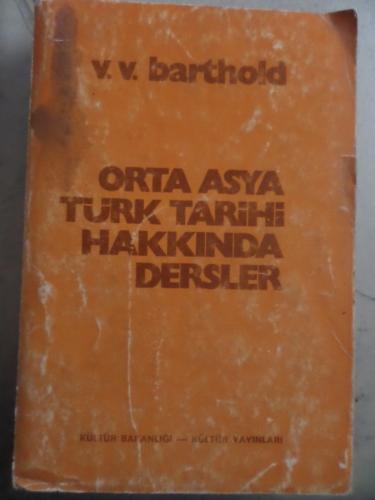 v. v. barthold
ORTA ASYA
TÜRK TARİHİ
HAKKINDA
DERSLER
KÜLTÜR BAKANLIĞI — KÜLTÜR YAYINLARI